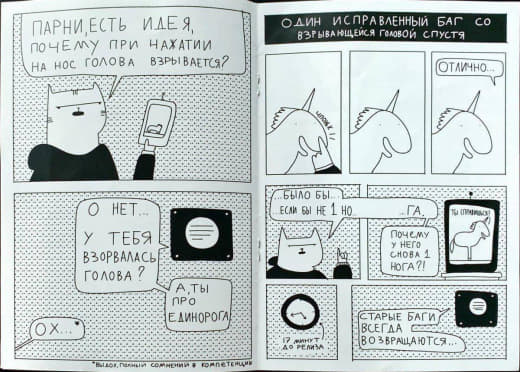 ПАРНИ, ЕСТЬ ИДЕЯ,
ПОЧЕМУ ПРИ НАЖАТИИ
НА НОС ГОЛОВА ВЗРЫВАЕТСЯ?
О НЕТ...
У ТЕБЯ
ВЗОРВАЛАСЬ
ГОЛОВА?
А, ТЫ
ПРО
ЕДИНОРОГА
ОХ...*
*ВЫДОХ, ПОЛНЫЙ СОМНЕНИЙ В КОМПЕТЕНЦИИ
ОДИН ИСПРАВЛЕННЫЙ БАГ СО
ВЗРЫВАЮЩЕЙСЯ ГОЛОВОЙ СПУСТЯ
ОТЛИЧНО...
...БЫЛО БЫ...
...ЕСЛИ БЫ НЕ 1 НО...
...ГА,
ПОЧЕМУ
У НЕГО
СНОВА 1
НОГА?!
ТЫ СПРАВИШЬСЯ!
17 МИНУТ
ДО РЕЛИЗА
СТАРЫЕ БАГИ
ВСЕГДА
ВОЗВРАЩАЮТСЯ...